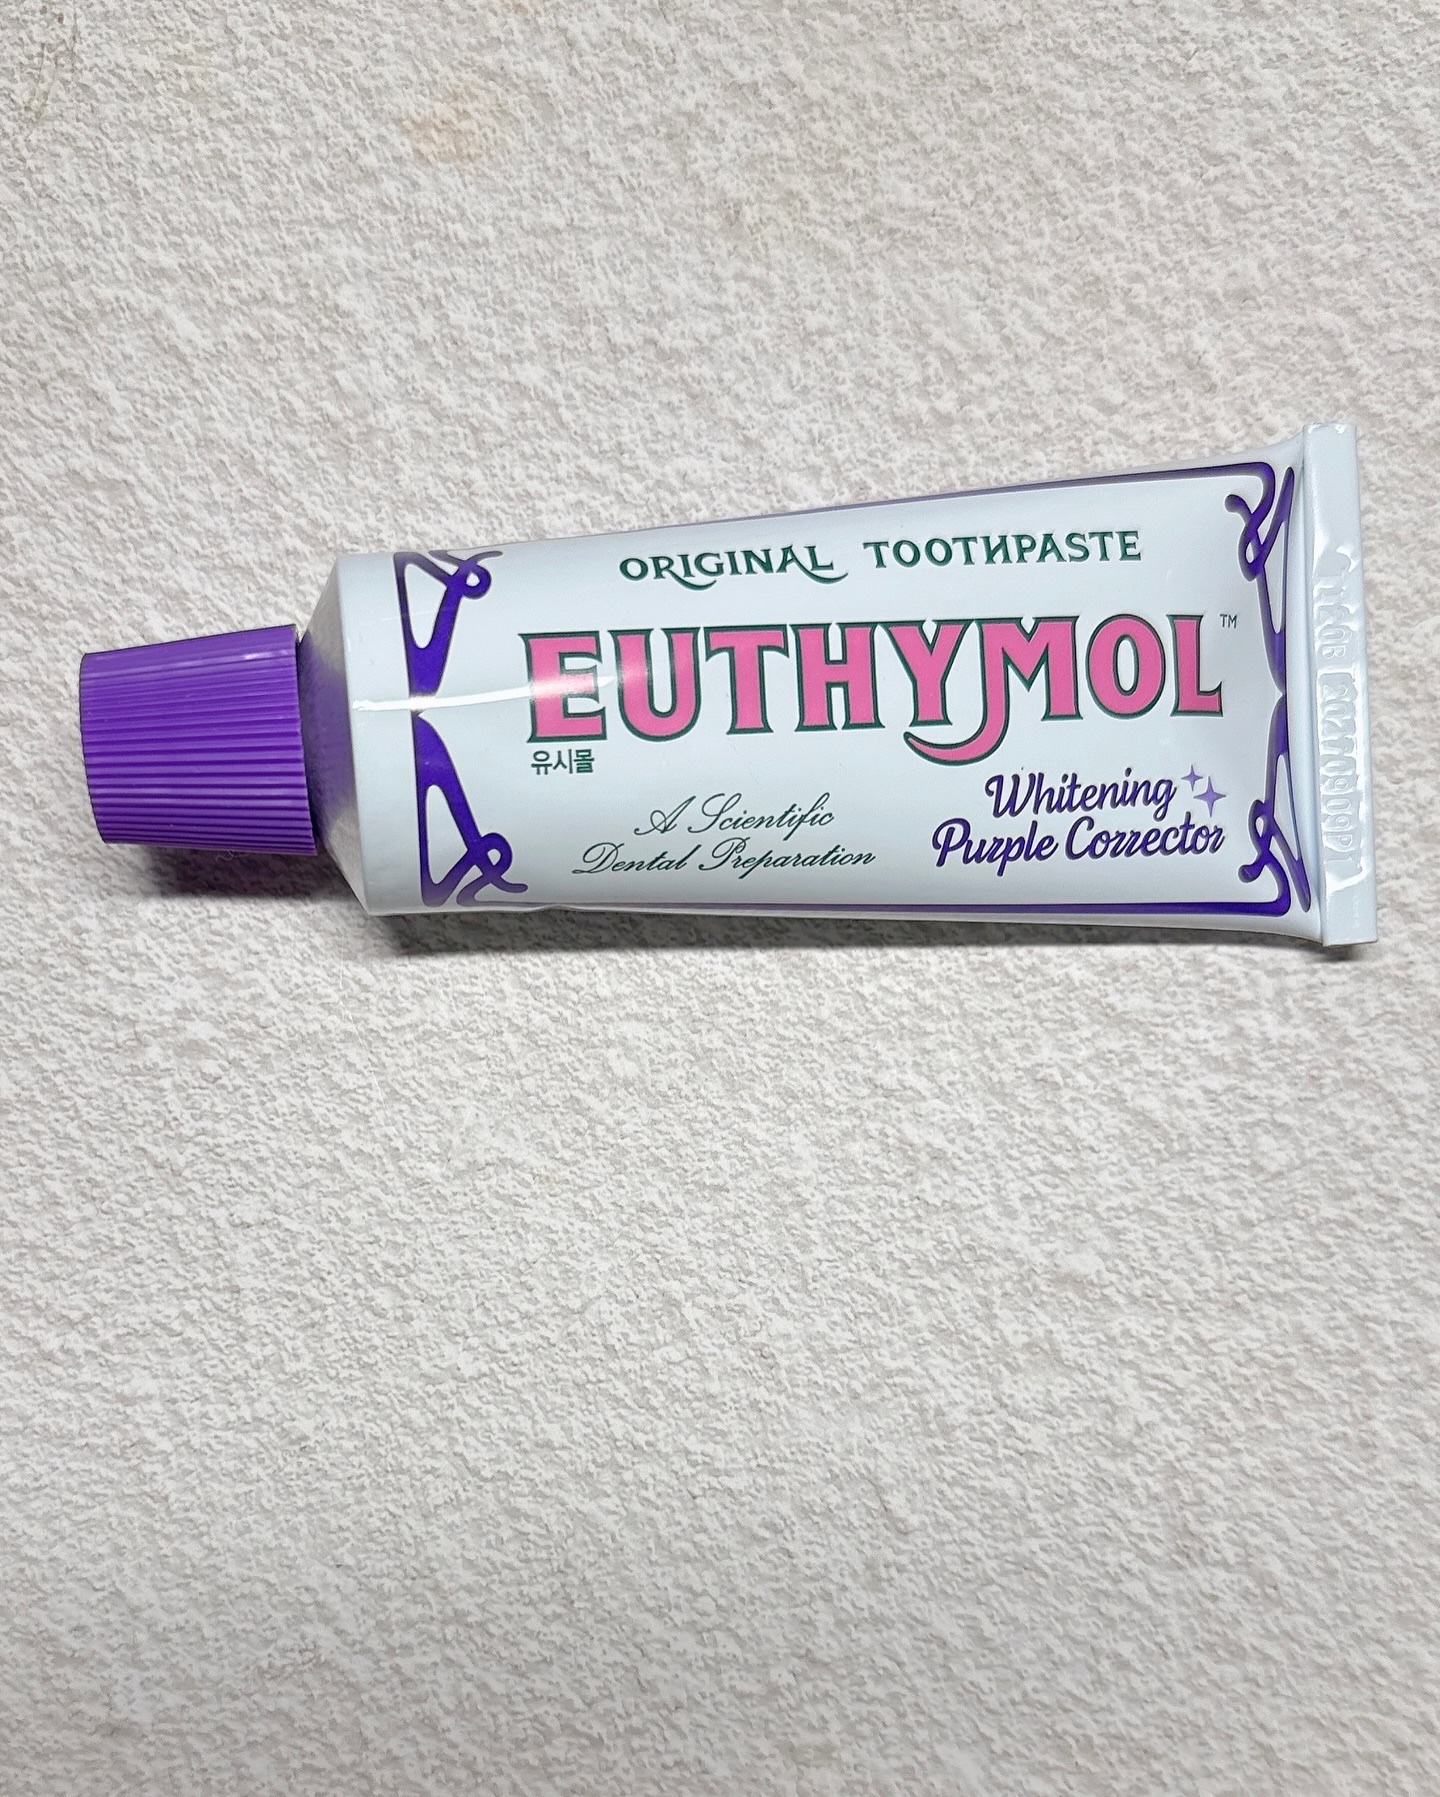 ORIGINAL TOOTHPASTE
EUTHYMOL™
유시몰
A Scientific
Dental Preparation
Whitening
Purple Corrector